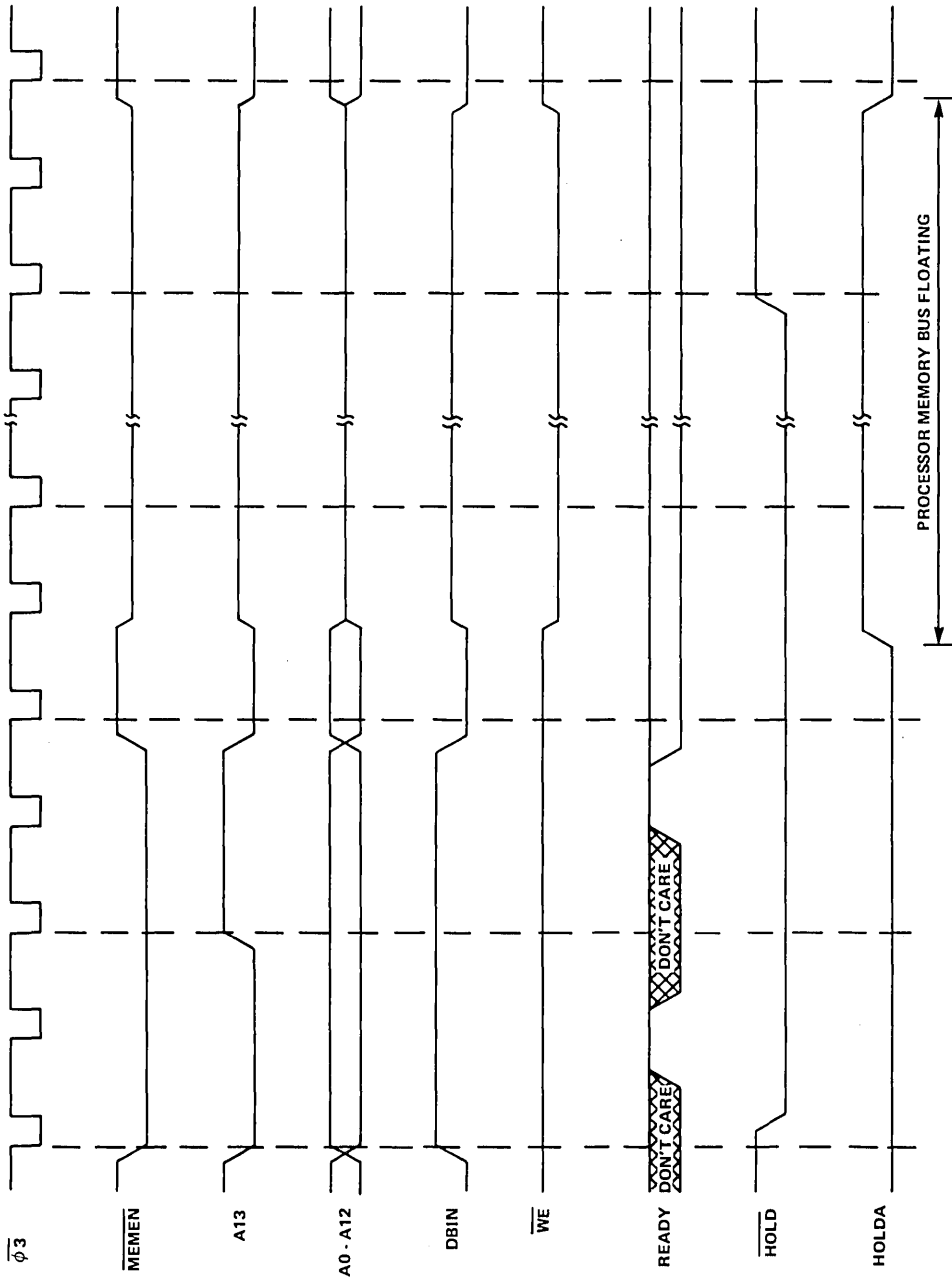 φ3
MEMEN
A13
A0 - A12
DBIN
WE
READY
DON'T CARE
DON'T CARE
HOLD
HOLDA
PROCESSOR MEMORY BUS FLOATING